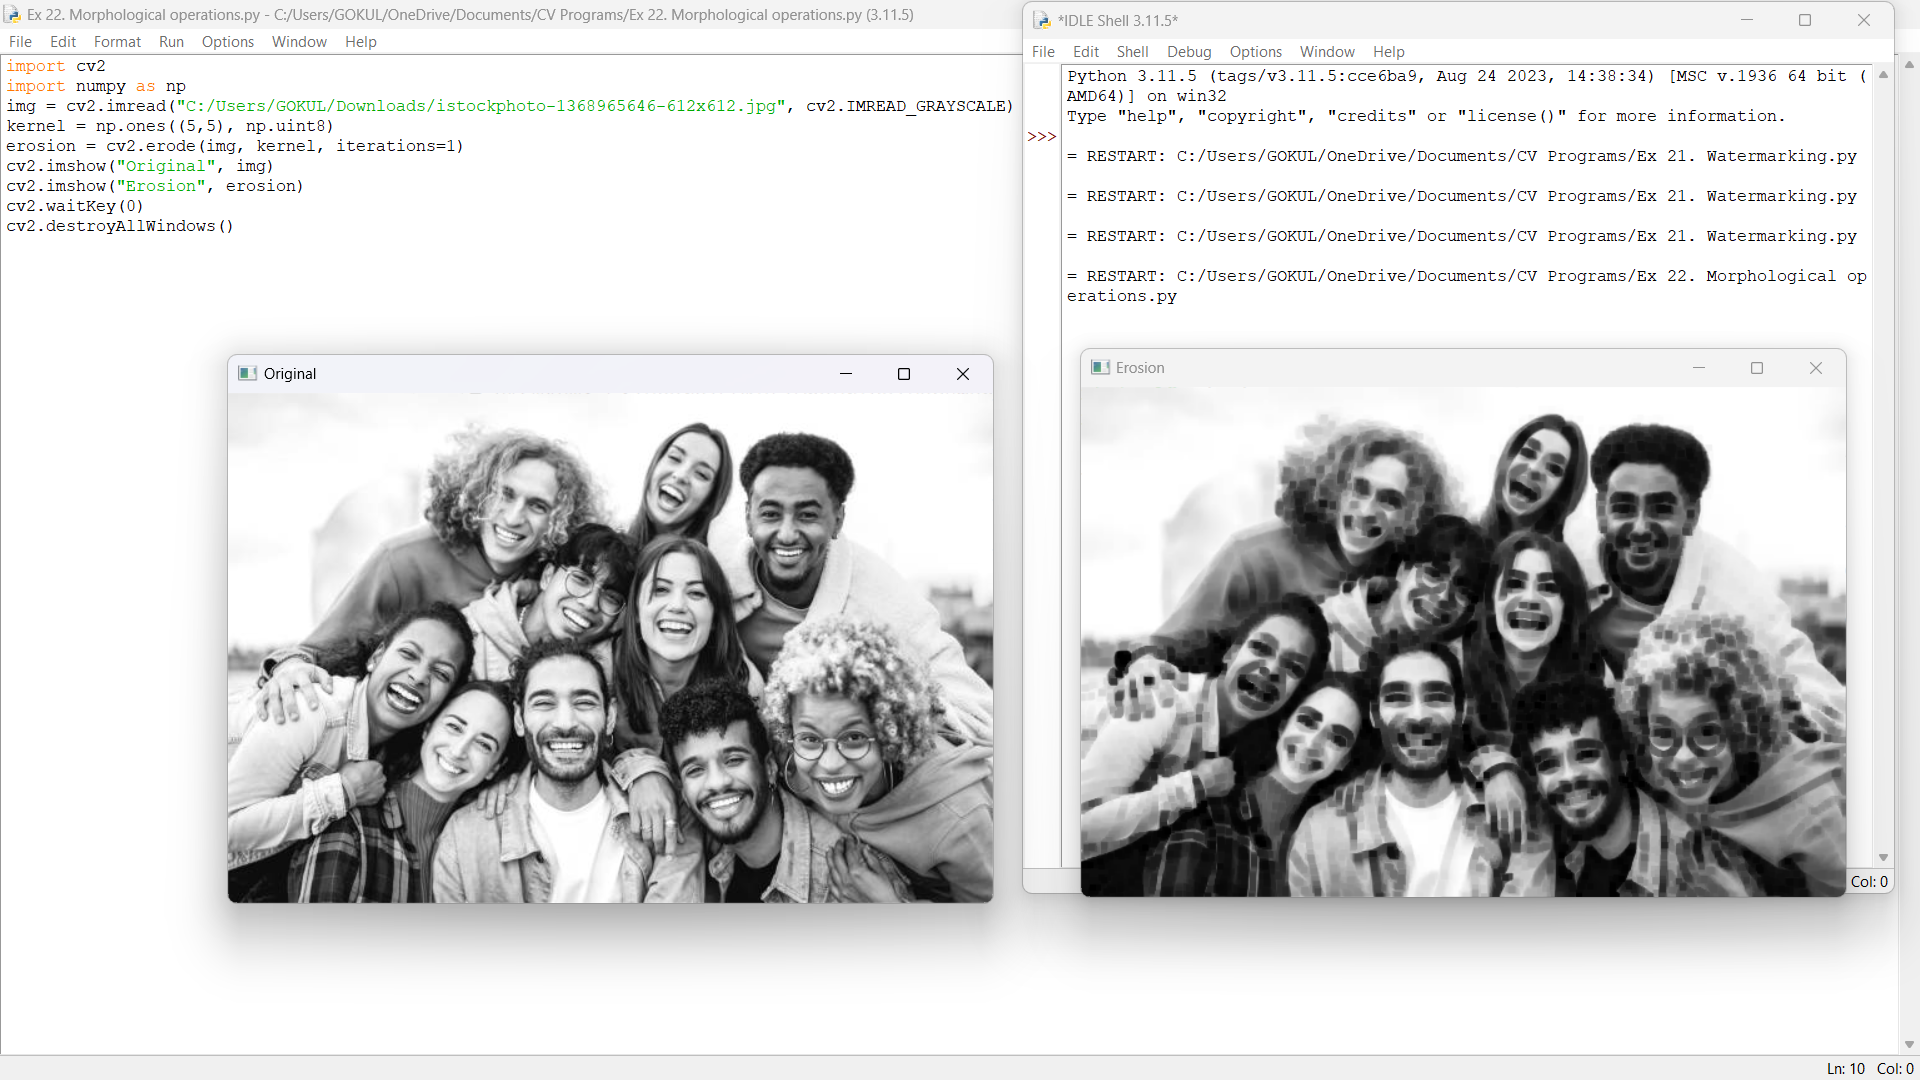 Ex 22. Morphological operations.py - C:/Users/GOKUL/OneDrive/Documents/CV Programs/Ex 22. Morphological operations.py (3.11.5)
File Edit Format Run Options Window Help
import cv2
import numpy as np
img = cv2.imread("C:/Users/GOKUL/Downloads/istockphoto-1368965646-612x612.jpg", cv2.IMREAD_GRAYSCALE)
kernel = np.ones((5,5), np.uint8)
erosion = cv2.erode(img, kernel, iterations=1)
cv2.imshow("Original", img)
cv2.imshow("Erosion", erosion)
cv2.waitKey(0)
cv2.destroyAllWindows()
*IDLE Shell 3.11.5*
File Edit Shell Debug Options Window Help
Python 3.11.5 (tags/v3.11.5:cce6ba9, Aug 24 2023, 14:38:34) [MSC v.1936 64 bit (
AMD64)] on win32
Type "help", "copyright", "credits" or "license()" for more information.
>>>
= RESTART: C:/Users/GOKUL/OneDrive/Documents/CV Programs/Ex 21. Watermarking.py
= RESTART: C:/Users/GOKUL/OneDrive/Documents/CV Programs/Ex 21. Watermarking.py
= RESTART: C:/Users/GOKUL/OneDrive/Documents/CV Programs/Ex 21. Watermarking.py
= RESTART: C:/Users/GOKUL/OneDrive/Documents/CV Programs/Ex 22. Morphological op
erations.py
Original
Erosion
Col: 0
Ln: 10 Col: 0